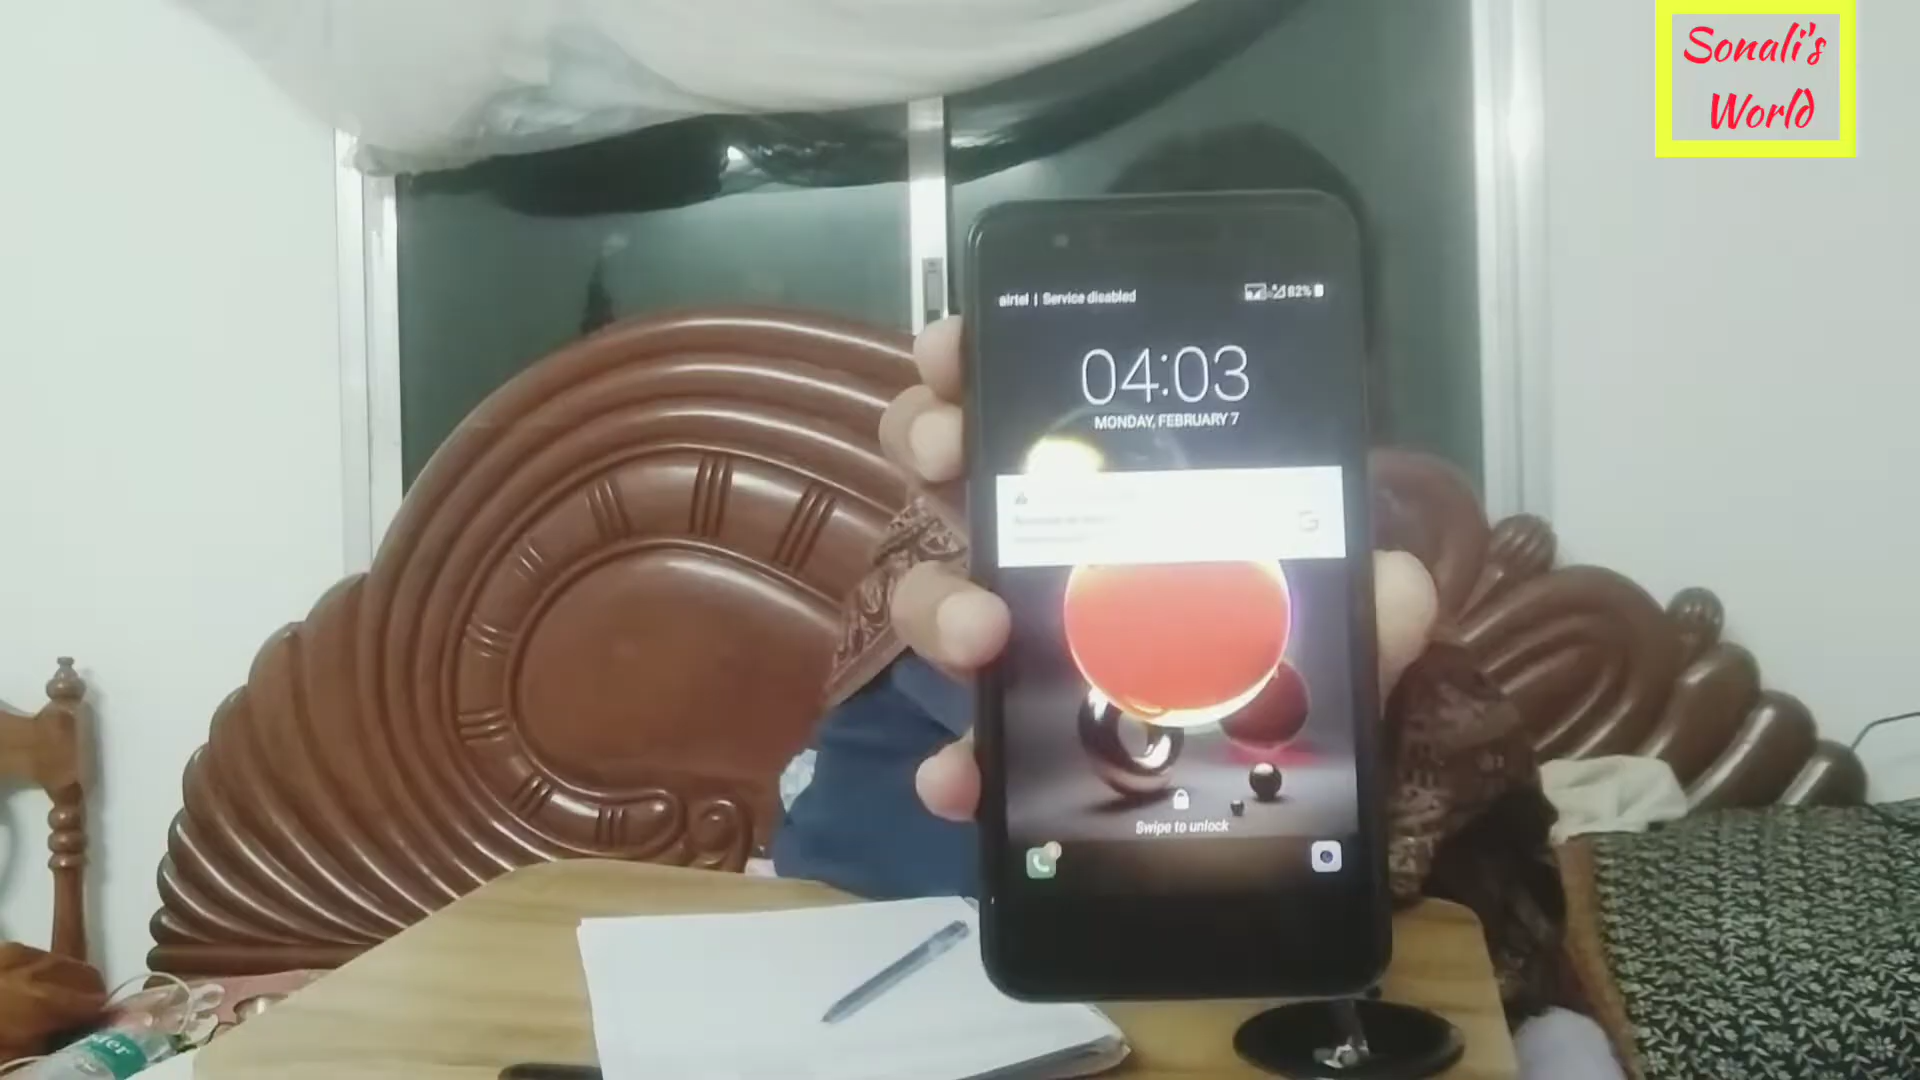 Sonali's
World
airtel | Service disabled
82%
04:03
MONDAY, FEBRUARY 7
Swipe to unlock